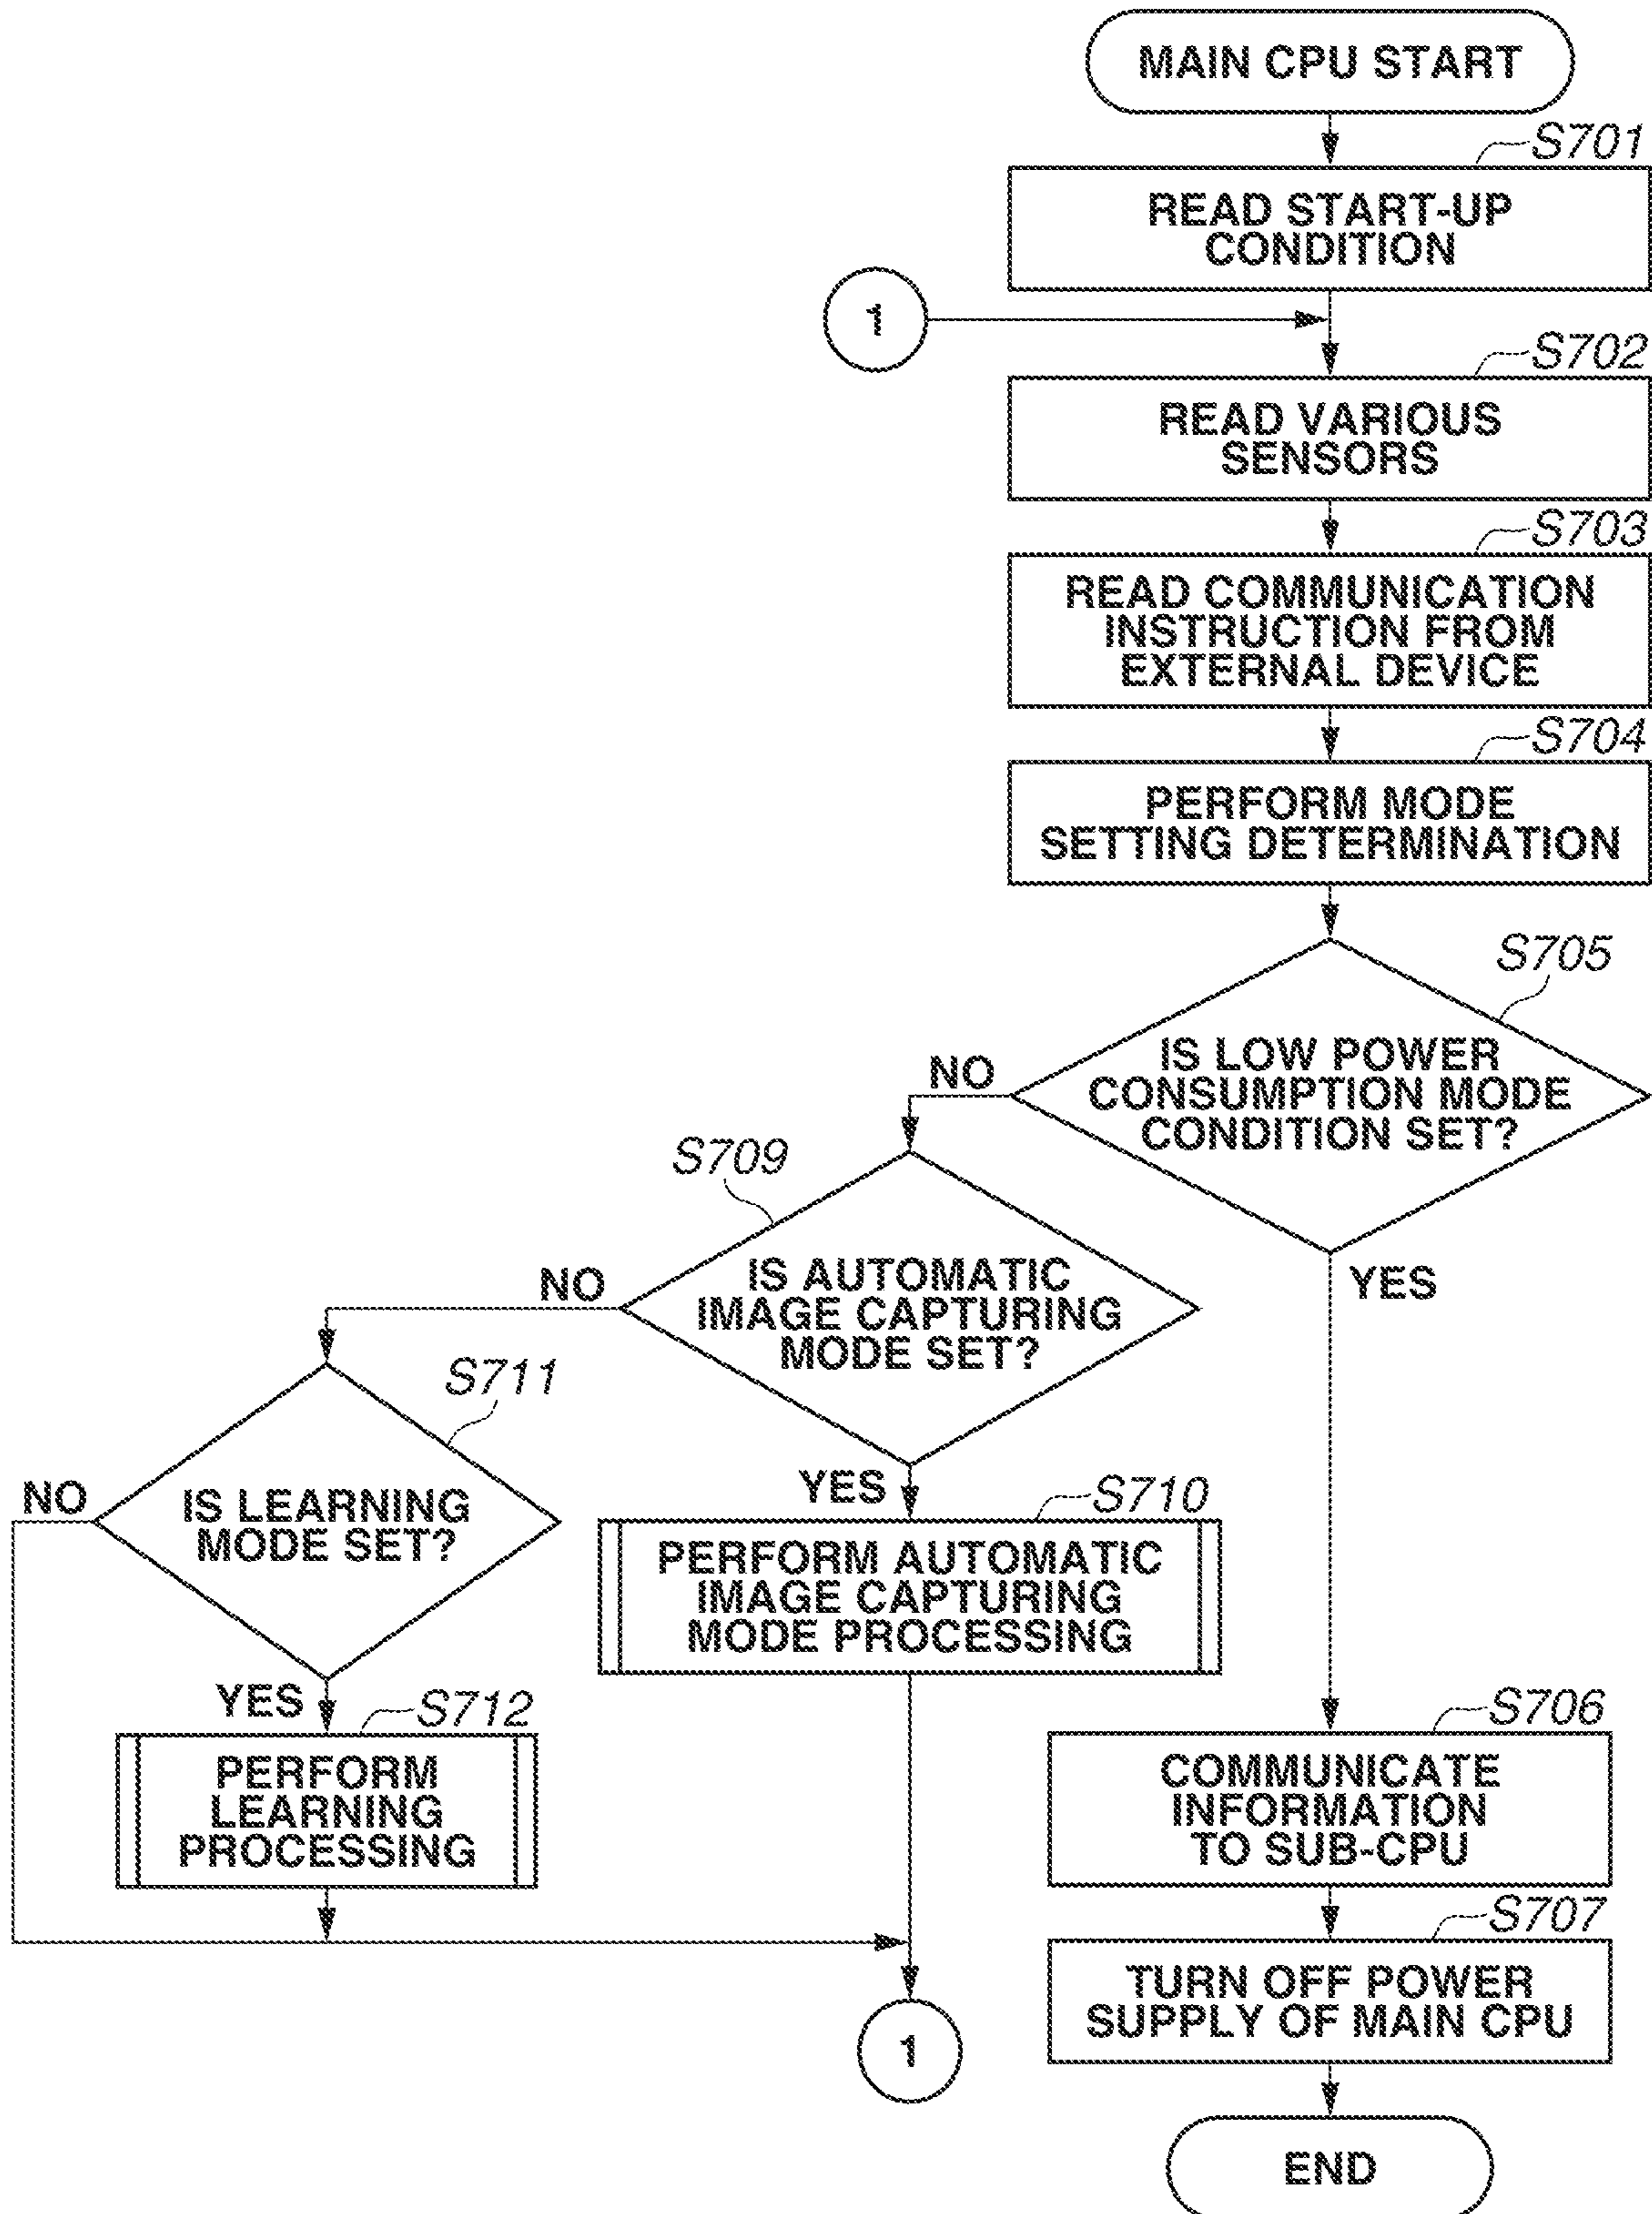 MAIN CPU START
S701
READ START-UP
CONDITION
1
S702
READ VARIOUS
SENSORS
S703
READ COMMUNICATION
INSTRUCTION FROM
EXTERNAL DEVICE
S704
PERFORM MODE
SETTING DETERMINATION
S705
IS LOW POWER
CONSUMPTION MODE
CONDITION SET?
NO
YES
S709
IS AUTOMATIC
IMAGE CAPTURING
MODE SET?
NO
YES
S711
IS LEARNING
MODE SET?
NO
YES
S710
PERFORM AUTOMATIC
IMAGE CAPTURING
MODE PROCESSING
S712
PERFORM
LEARNING
PROCESSING
S706
COMMUNICATE
INFORMATION
TO SUB-CPU
S707
TURN OFF POWER
SUPPLY OF MAIN CPU
1
END